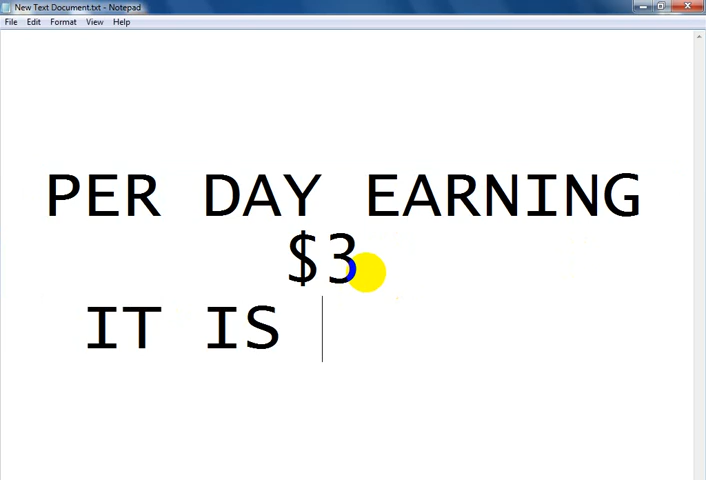 New Text Document.txt - Notepad
File Edit Format View Help
PER DAY EARNING
$3
IT IS